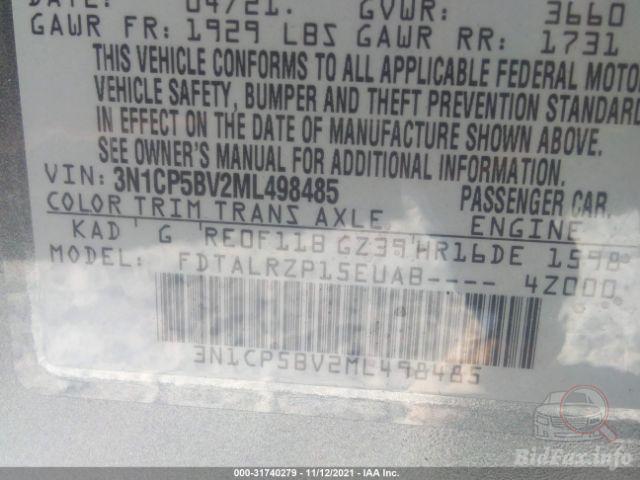 04/21. GVWR: 3660
GAWR FR: 1929 LBS GAWR RR: 1731
THIS VEHICLE CONFORMS TO ALL APPLICABLE FEDERAL MOTO
VEHICLE SAFETY, BUMPER AND THEFT PREVENTION STANDARD
IN EFFECT ON THE DATE OF MANUFACTURE SHOWN ABOVE.
SEE OWNER'S MANUAL FOR ADDITIONAL INFORMATION.
VIN: 3N1CP5BV2ML498485 PASSENGER CAR.
COLOR TRIM TRANS AXLE ENGINE
KAD G RE0F11B GZ39 HR16DE 1598
MODEL: FDTALRZP15EUAB---- 4Z000
3N1CP5BV2ML498485
000-31740279 - 11/12/2021 - IAA Inc.
BidFax.info